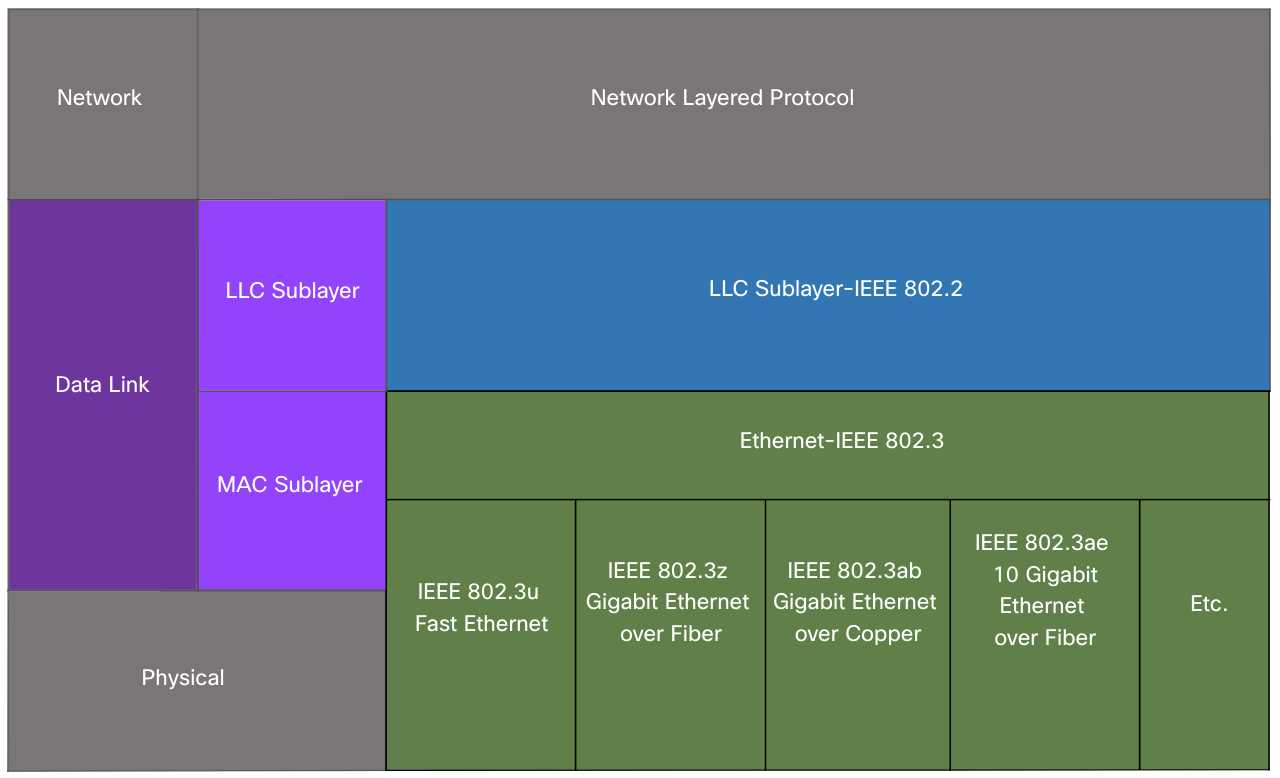 Network
Network Layered Protocol
Data Link
LLC Sublayer
LLC Sublayer-IEEE 802.2
MAC Sublayer
Ethernet-IEEE 802.3
Physical
IEEE 802.3u
Fast Ethernet
IEEE 802.3z
Gigabit Ethernet
over Fiber
IEEE 802.3ab
Gigabit Ethernet
over Copper
IEEE 802.3ae
10 Gigabit
Ethernet
over Fiber
Etc.